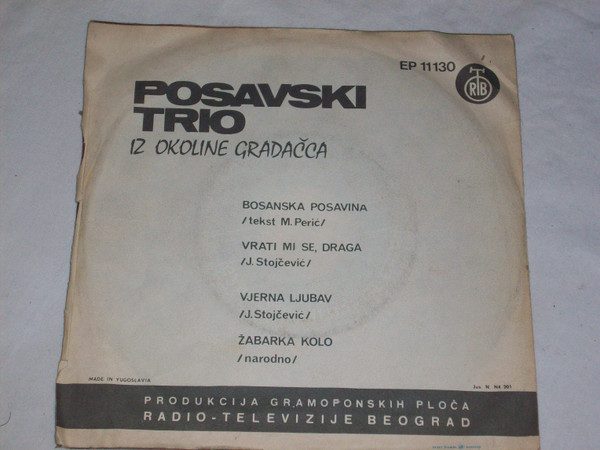 EP 11130
RTB
POSAVSKI
TRIO
IZ OKOLINE GRADAČCA
BOSANSKA POSAVINA
/tekst M. Perić/
VRATI MI SE, DRAGA
/J. Stojčević/
VJERNA LJUBAV
/J. Stojčević/
ŽABARKA KOLO
/narodno/
MADE IN YUGOSLAVIA
PRODUKCIJA GRAMOPONSKIH PLOČA
RADIO-TELEVIZIJE BEOGRAD